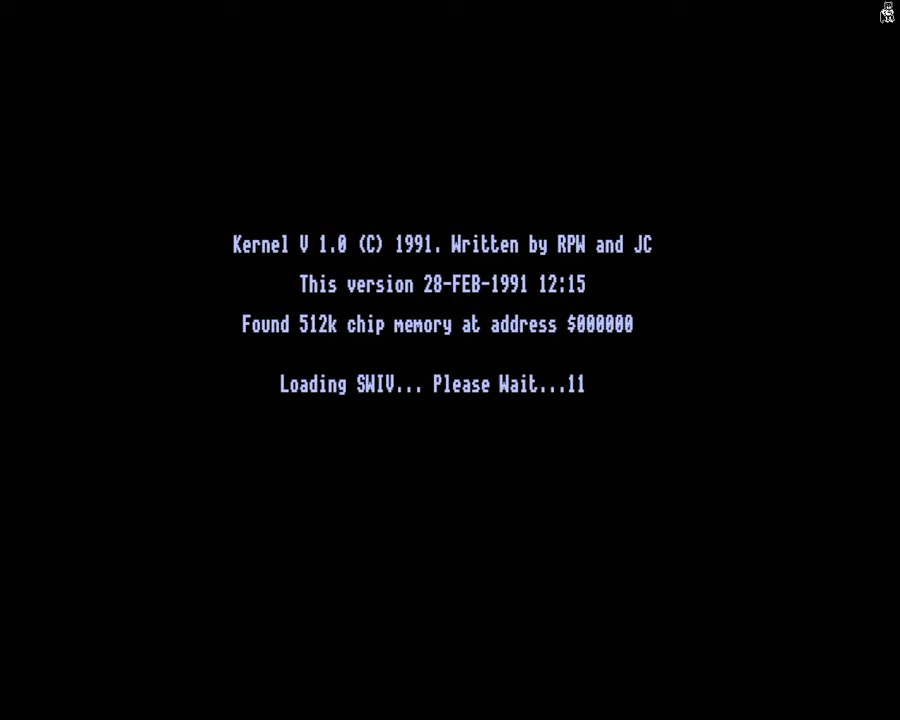 Kernel V 1.0 (C) 1991. Written by RPW and JC
This version 28-FEB-1991 12:15
Found 512k chip memory at address $000000
Loading SWIV... Please Wait...11